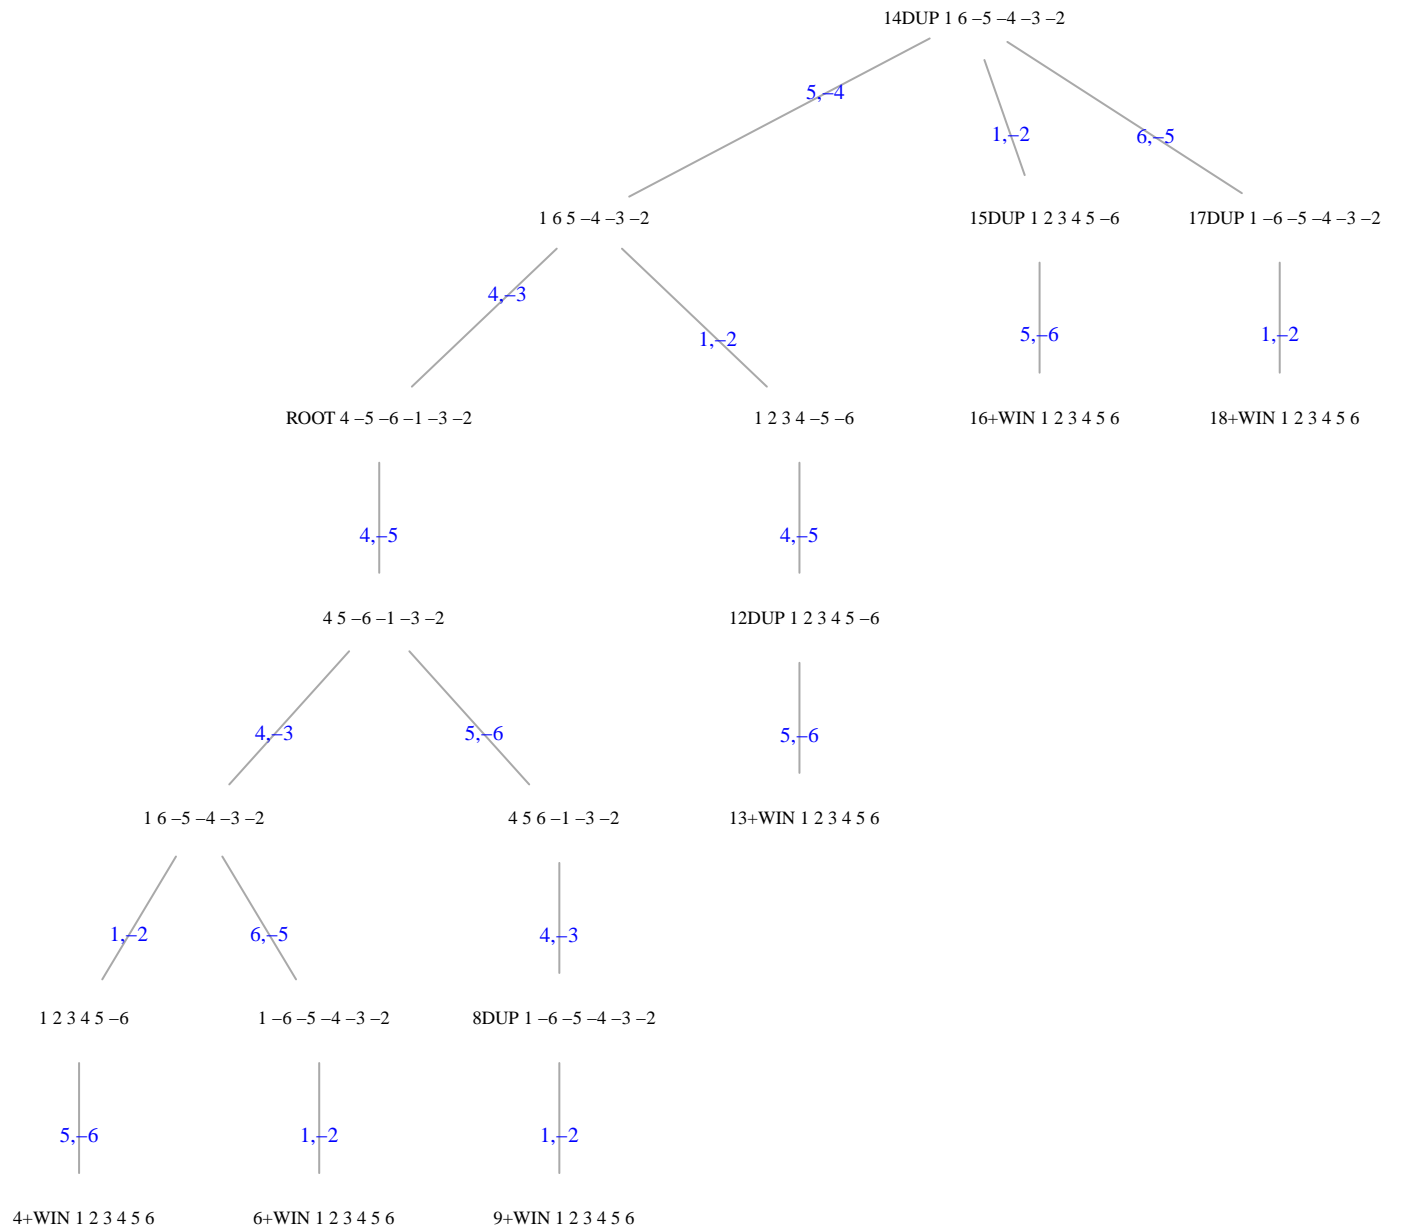 14DUP 1 6 –5 –4 –3 –2
5,–4
1,–2
6,–5
1 6 5 –4 –3 –2
15DUP 1 2 3 4 5 –6
17DUP 1 –6 –5 –4 –3 –2
4,–3
1,–2
5,–6
1,–2
ROOT 4 –5 –6 –1 –3 –2
1 2 3 4 –5 –6
16+WIN 1 2 3 4 5 6
18+WIN 1 2 3 4 5 6
4,–5
4,–5
4 5 –6 –1 –3 –2
12DUP 1 2 3 4 5 –6
4,–3
5,–6
5,–6
1 6 –5 –4 –3 –2
4 5 6 –1 –3 –2
13+WIN 1 2 3 4 5 6
1,–2
6,–5
4,–3
1 2 3 4 5 –6
1 –6 –5 –4 –3 –2
8DUP 1 –6 –5 –4 –3 –2
5,–6
1,–2
1,–2
4+WIN 1 2 3 4 5 6
6+WIN 1 2 3 4 5 6
9+WIN 1 2 3 4 5 6